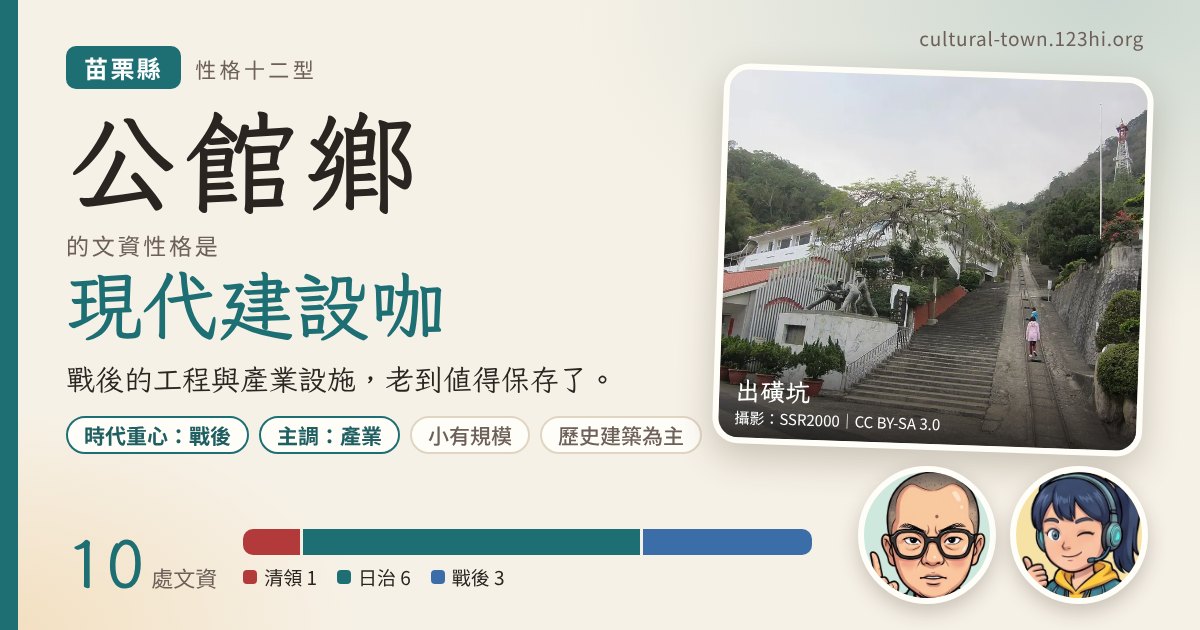 cultural-town.123hi.org
苗栗縣 性格十二型
公館鄉
的文資性格是
現代建設咖
戰後的工程與產業設施，老到值得保存了。
時代重心：戰後 主調：產業 小有規模 歷史建築為主
出磺坑
攝影：SSR2000｜CC BY-SA 3.0
10 處文資
清領 1 日治 6 戰後 3